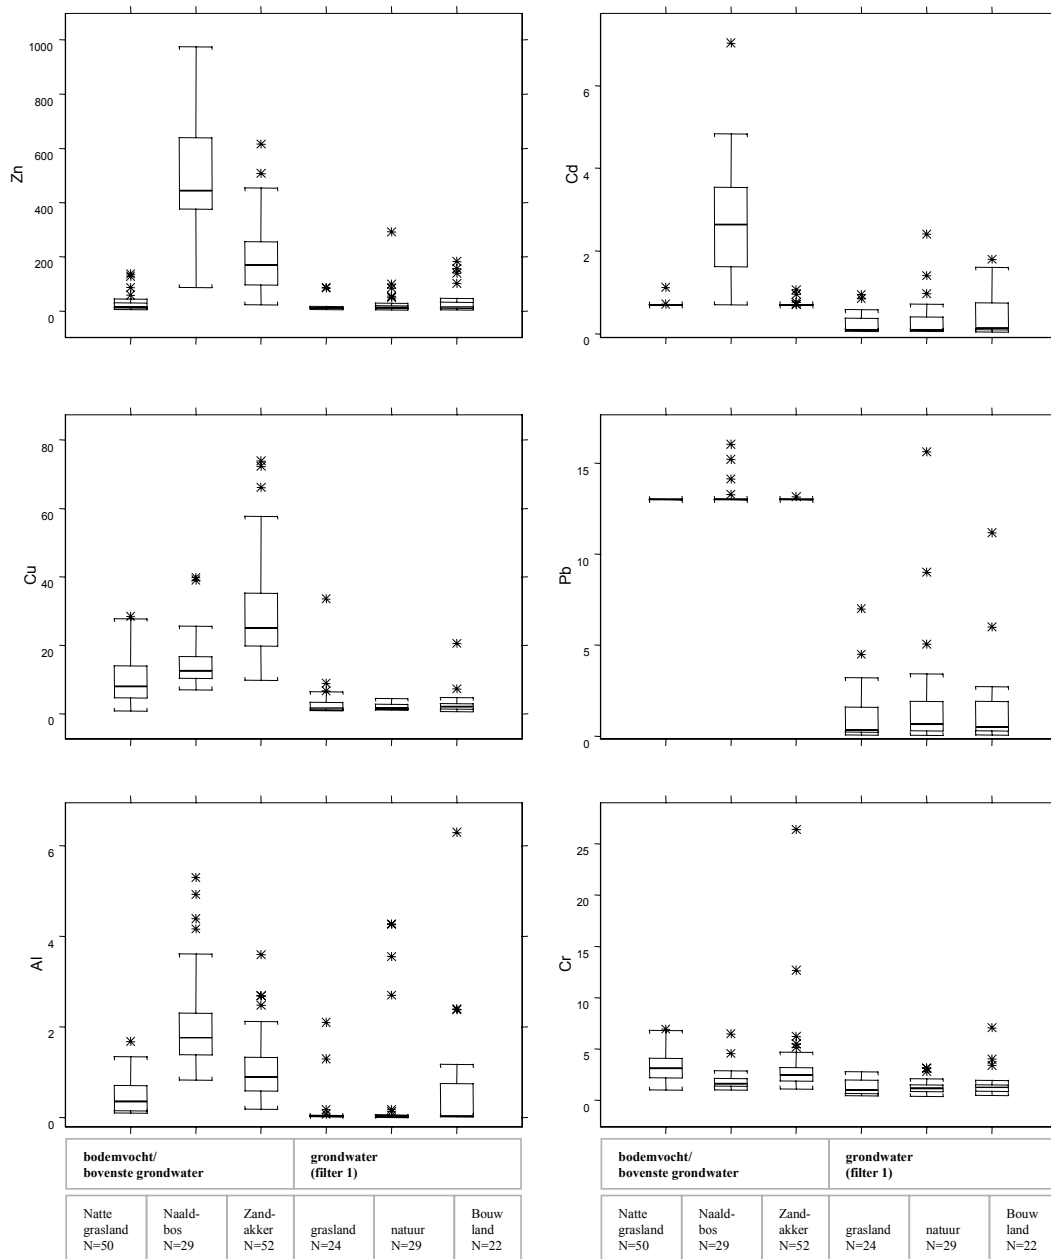 Zn
1000
800
600
400
200
0
Cd
6
4
2
0
Cu
80
60
40
20
0
Pb
15
10
5
0
Al
6
4
2
0
Cr
25
20
15
10
5
0
bodemvocht/
bovenste grondwater
grondwater
(filter 1)
Natte
grasland
N=50
Naald-
bos
N=29
Zand-
akker
N=52
grasland
N=24
natuur
N=29
Bouw
land
N=22
bodemvocht/
bovenste grondwater
grondwater
(filter 1)
Natte
grasland
N=50
Naald-
bos
N=29
Zand-
akker
N=52
grasland
N=24
natuur
N=29
Bouw
land
N=22